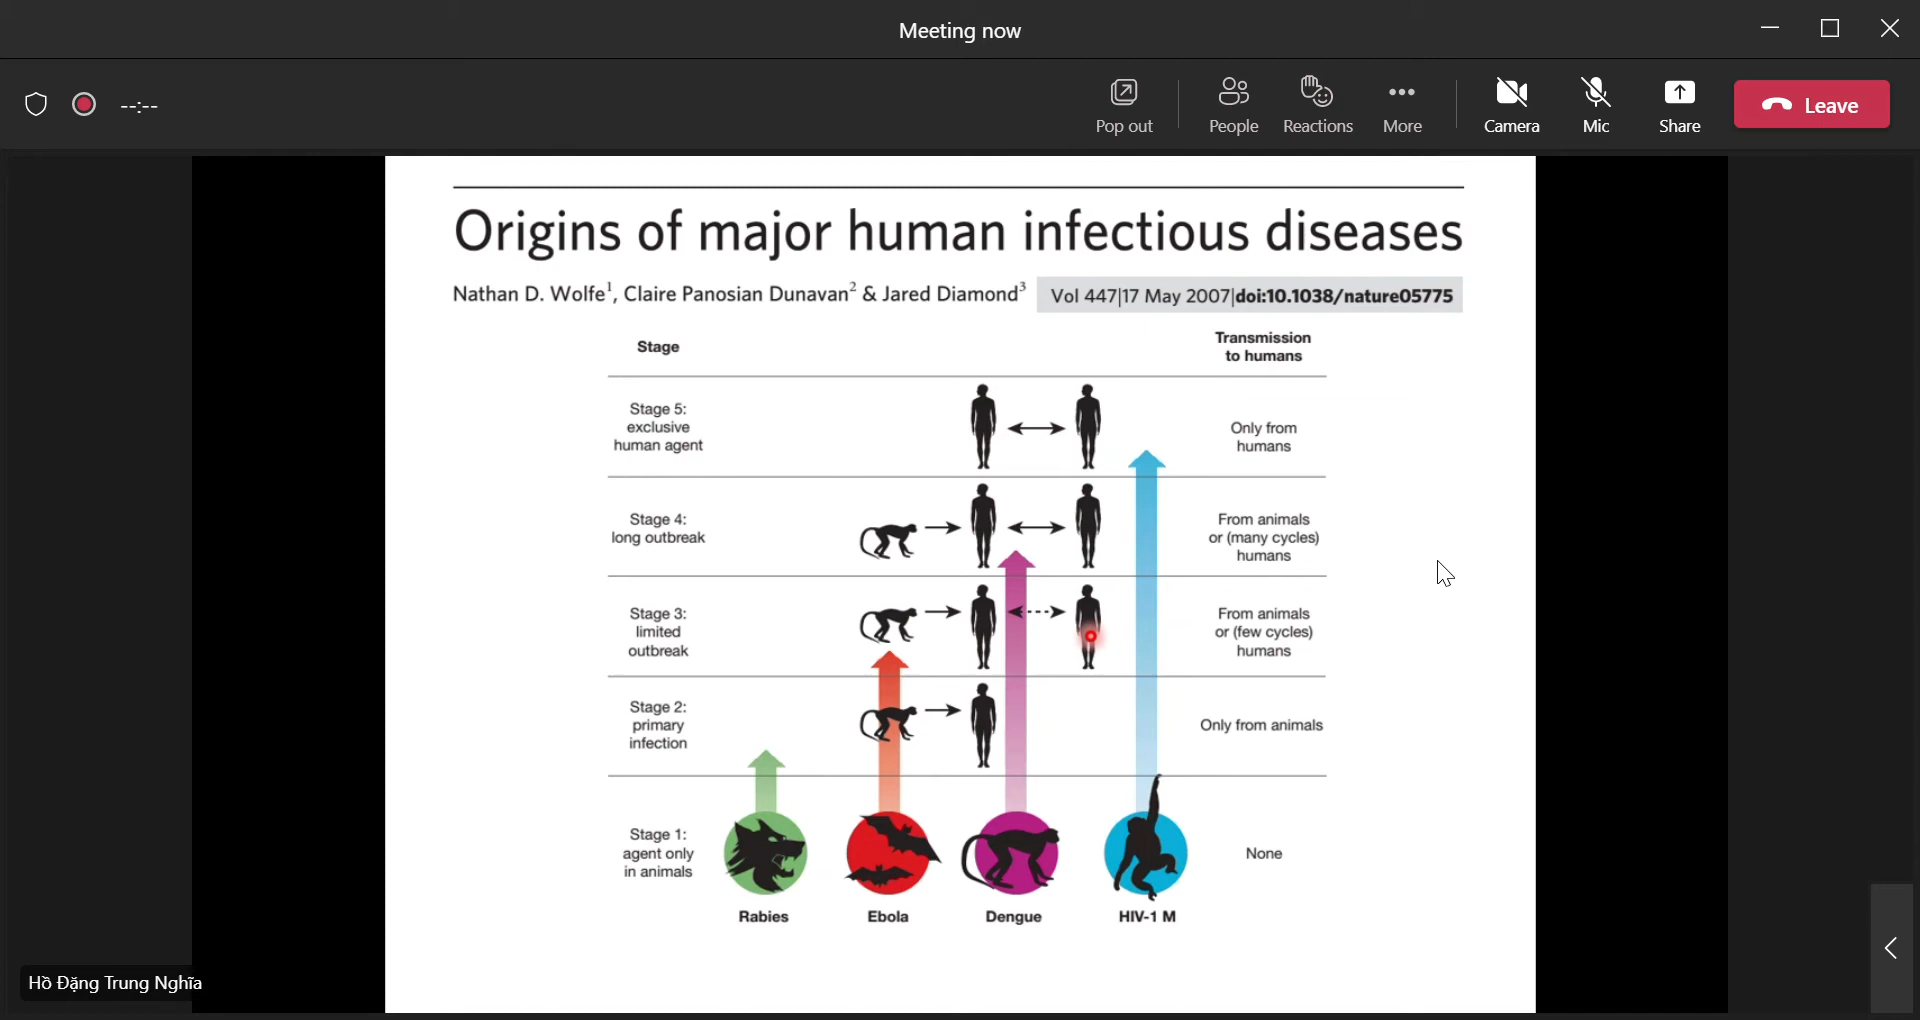 Meeting now
--:--
Pop out
People
Reactions
More
Camera
Mic
Share
Leave
Origins of major human infectious diseases
Nathan D. Wolfe1, Claire Panosian Dunavan2 & Jared Diamond3
Vol 447|17 May 2007|doi:10.1038/nature05775
Stage
Transmission
to humans
Stage 5:
exclusive
human agent
Only from
humans
Stage 4:
long outbreak
From animals
or (many cycles)
humans
Stage 3:
limited
outbreak
From animals
or (few cycles)
humans
Stage 2:
primary
infection
Only from animals
Stage 1:
agent only
in animals
None
Rabies
Ebola
Dengue
HIV-1 M
Hồ Đặng Trung Nghĩa